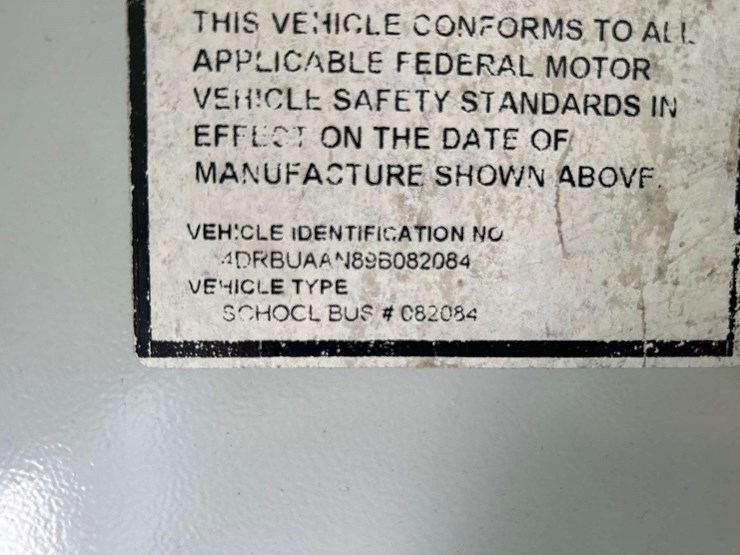 THIS VEHICLE CONFORMS TO ALL
APPLICABLE FEDERAL MOTOR
VEHICLE SAFETY STANDARDS IN
EFFECT ON THE DATE OF
MANUFACTURE SHOWN ABOVE.
VEHICLE IDENTIFICATION NO
4DRBUAAN89B082084
VEHICLE TYPE
SCHOOL BUS # 082084